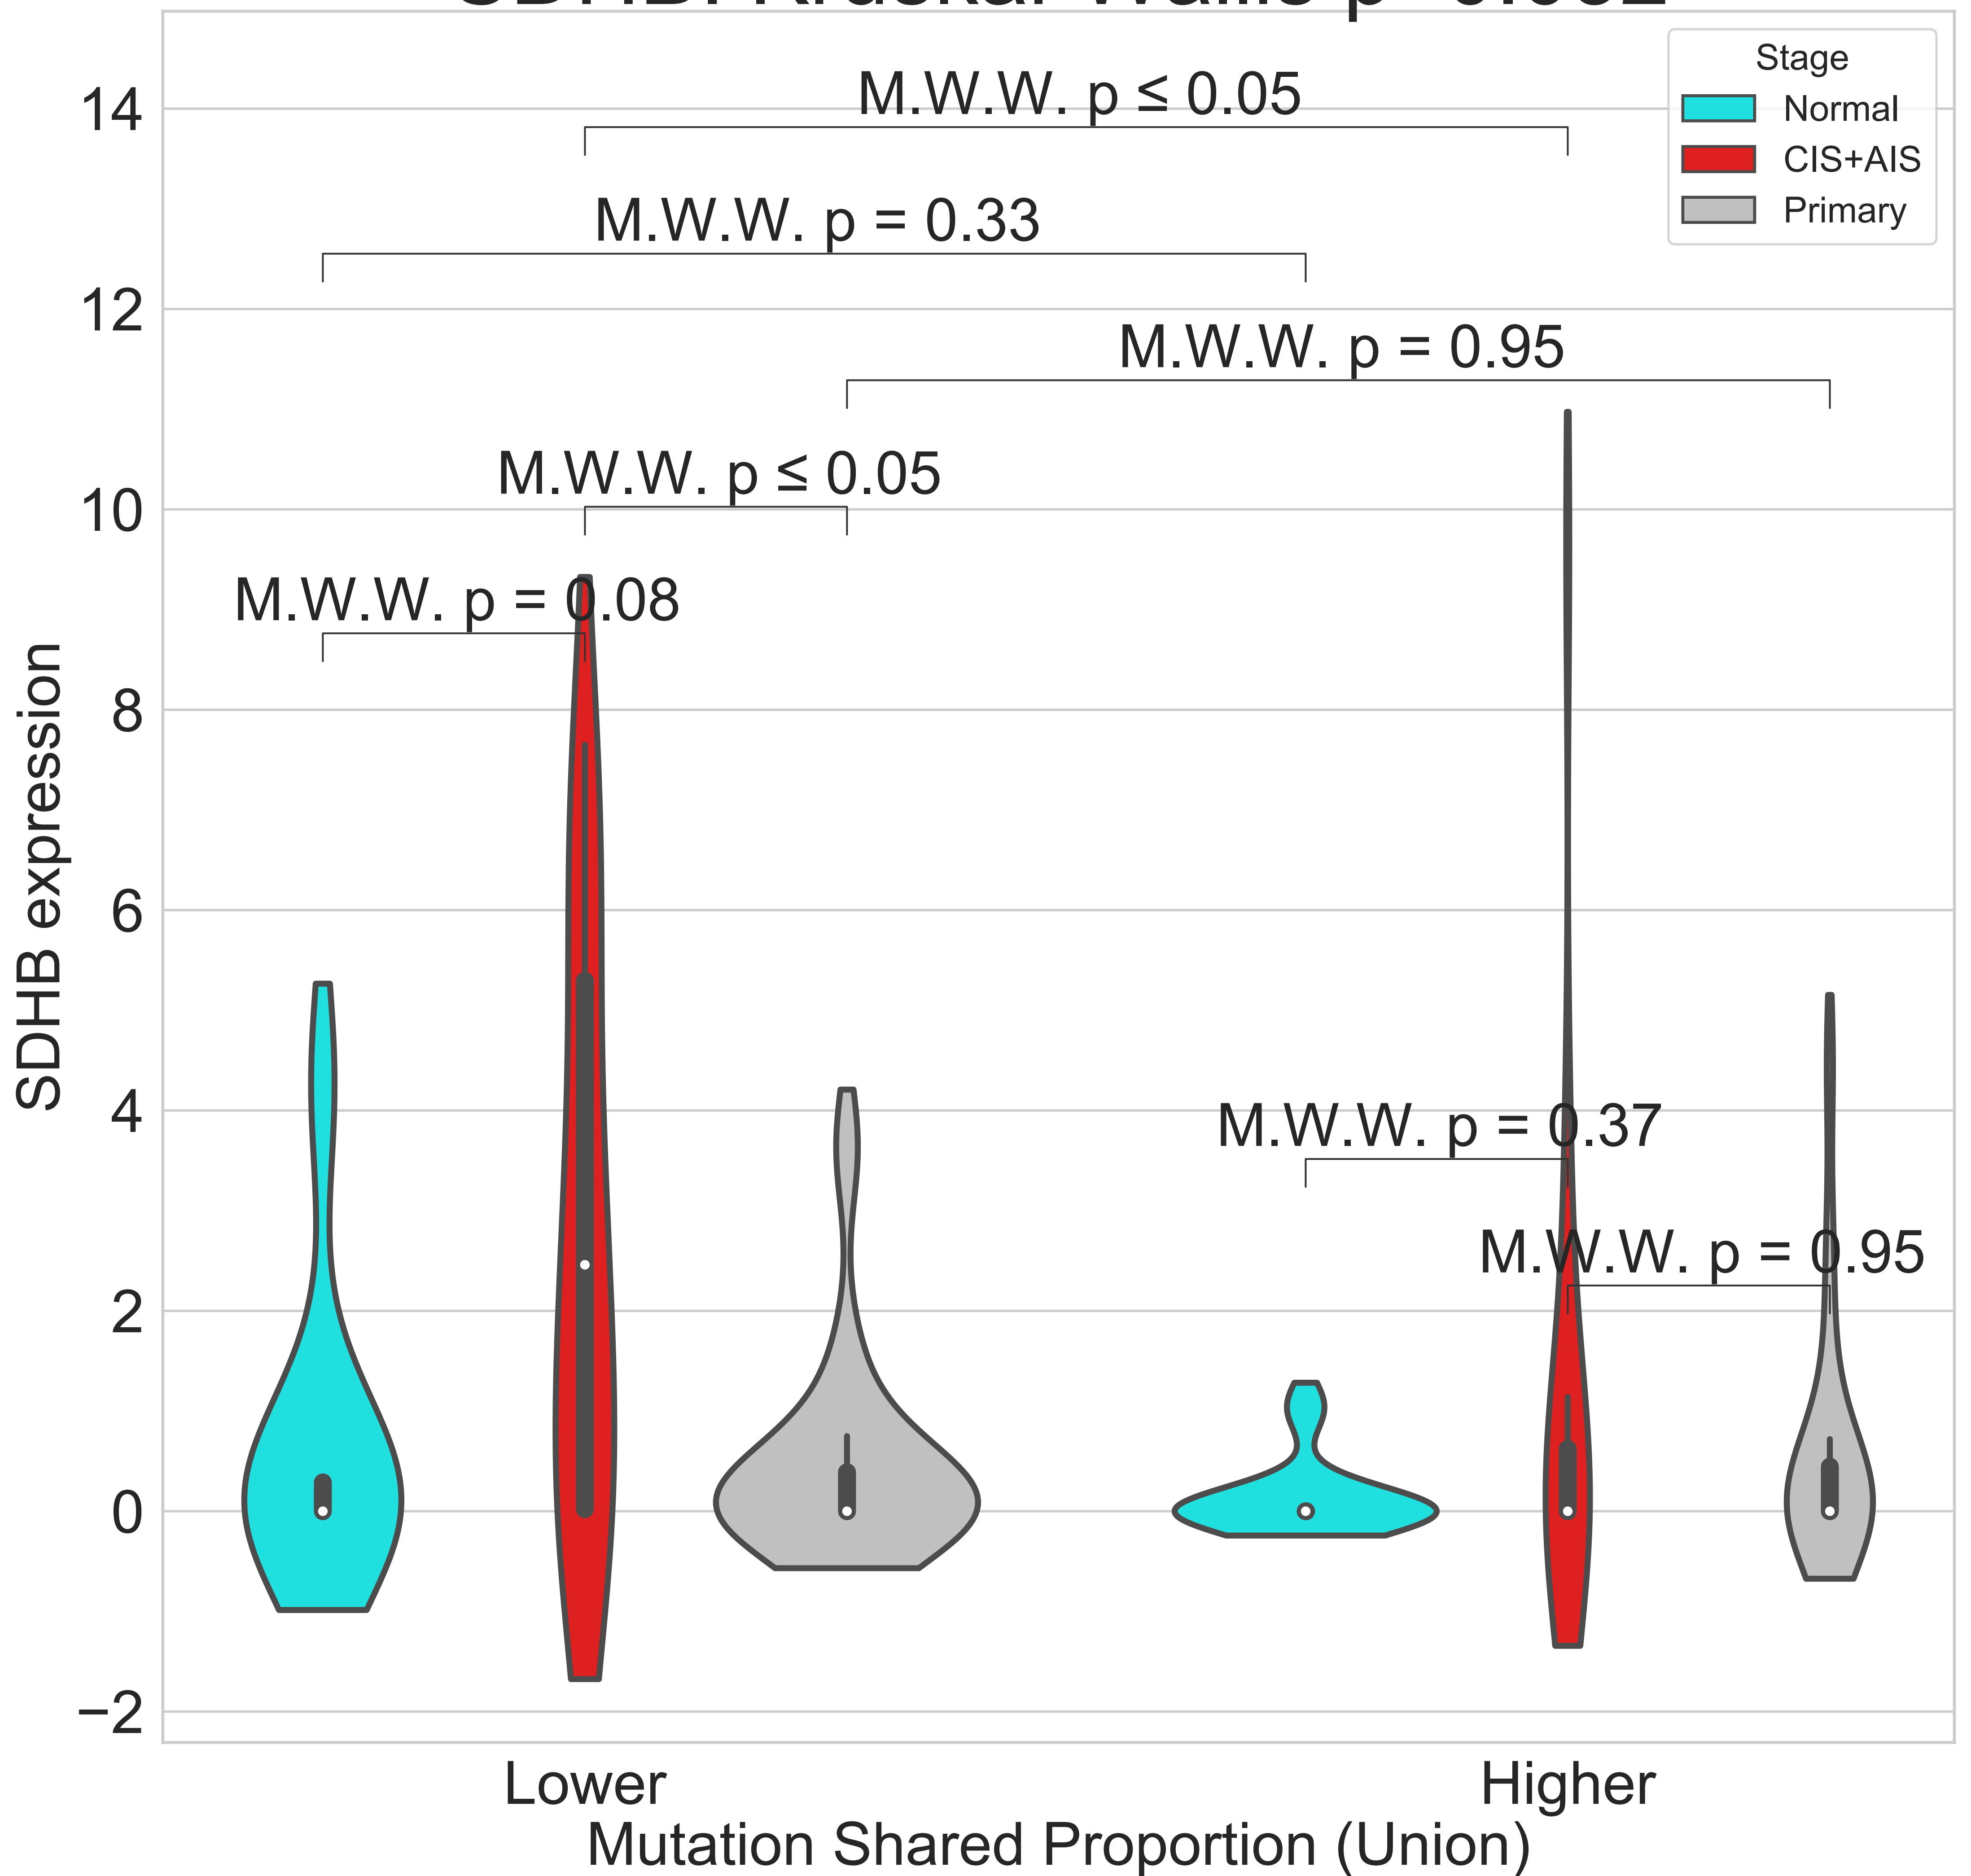 Stage
Normal
CIS+AIS
Primary
M.W.W. p ≤ 0.05
M.W.W. p = 0.33
M.W.W. p = 0.95
M.W.W. p ≤ 0.05
M.W.W. p = 0.08
M.W.W. p = 0.37
M.W.W. p = 0.95
14
12
10
8
6
4
2
0
−2
SDHB expression
Lower
Higher
Mutation Shared Proportion (Union)